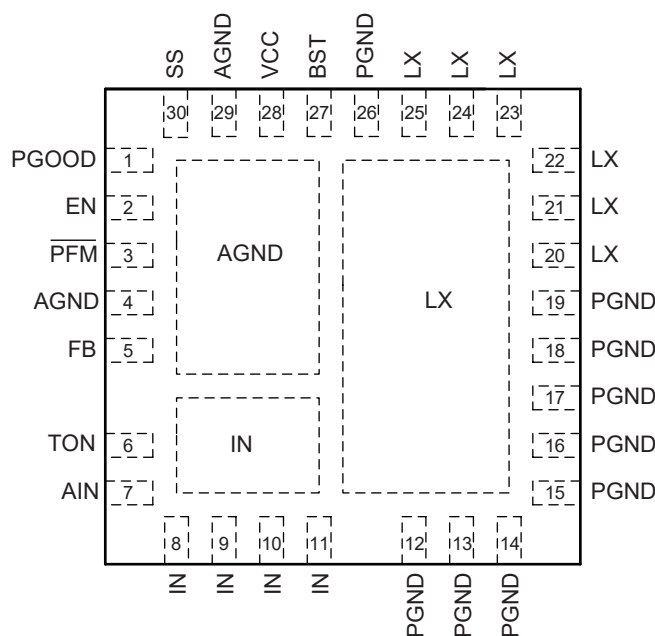 SS AGND VCC BST PGND LX LX LX
30 29 28 27 26 25 24 23
PGOOD 1
22 LX
EN 2
21 LX
PFM 3
20 LX
AGND
AGND 4
19 PGND
LX
FB 5
18 PGND
17 PGND
TON 6
IN
16 PGND
AIN 7
15 PGND
8 9 10 11 12 13 14
IN IN IN IN PGND PGND PGND